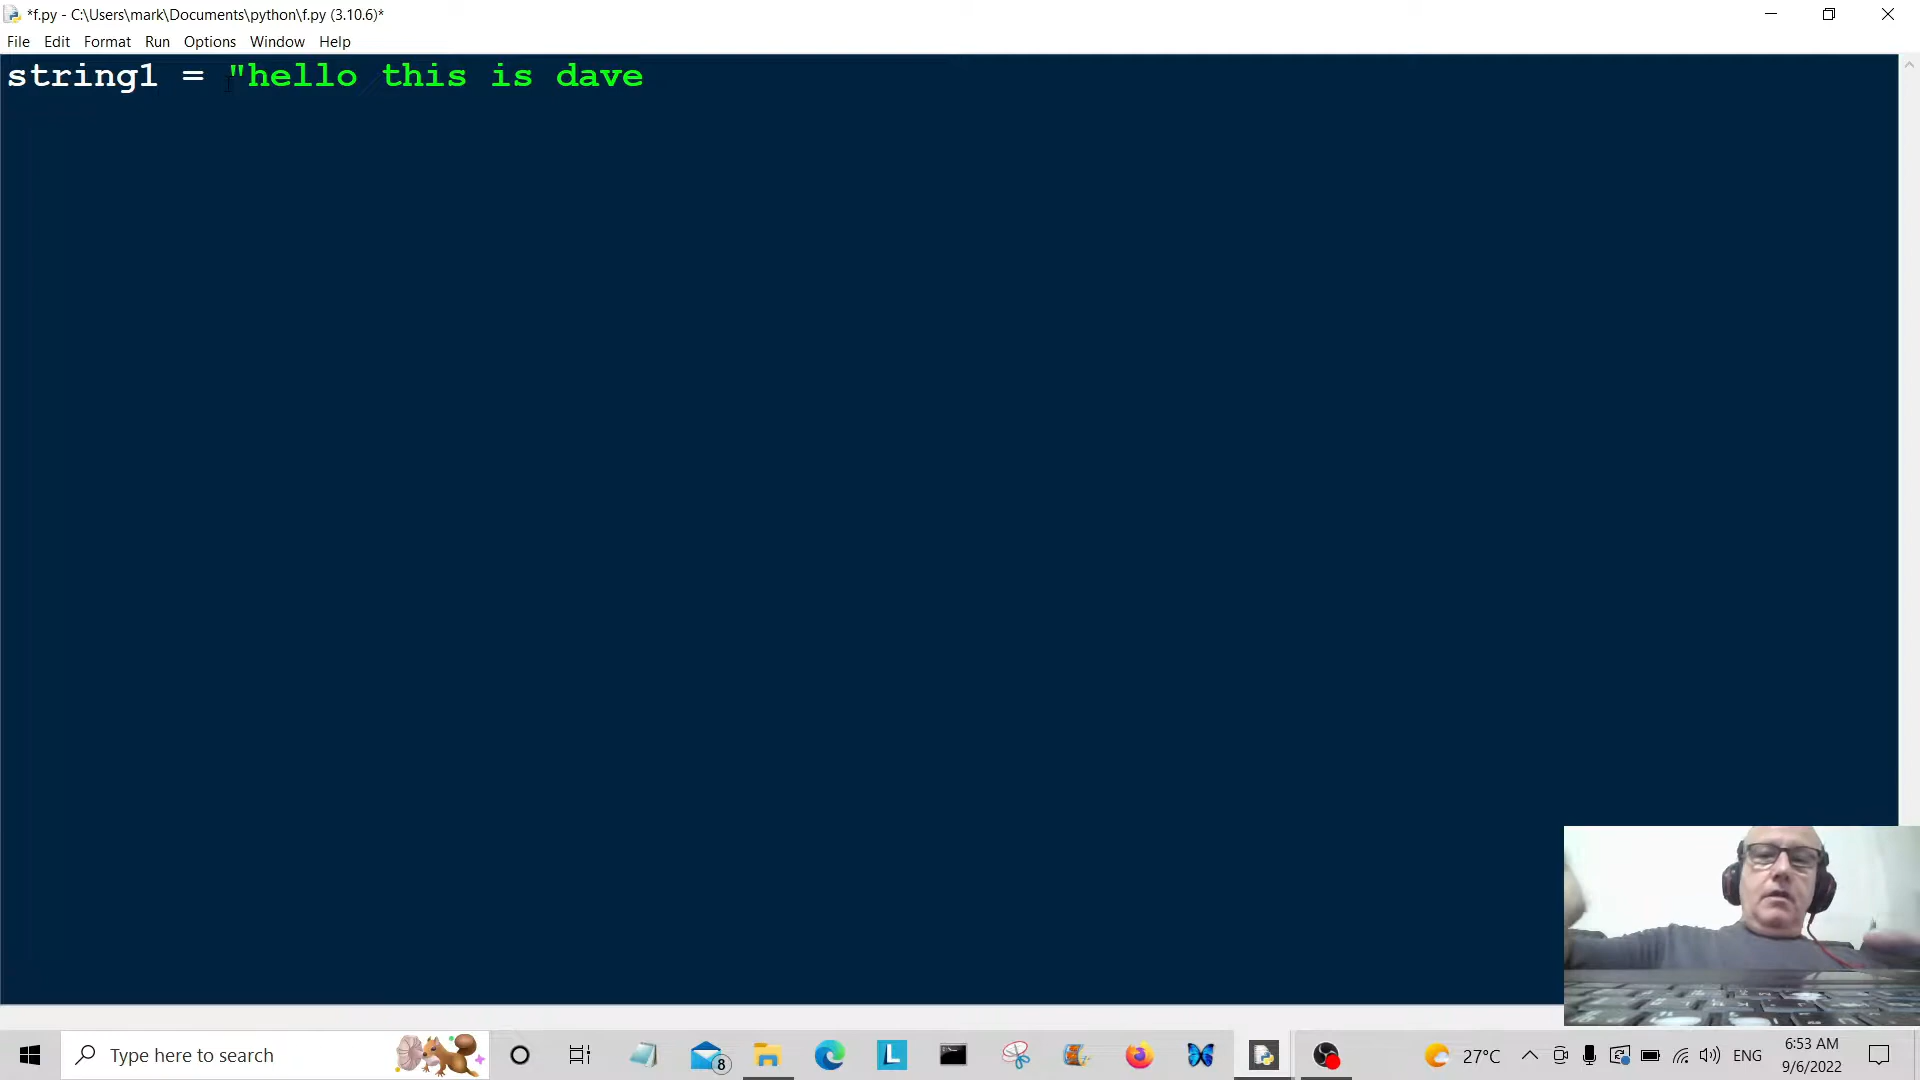 *f.py - C:\Users\mark\Documents\python\f.py (3.10.6)*
File Edit Format Run Options Window Help
string1 = "hello this is dave
Type here to search
8
L
27°C
ENG
6:53 AM
9/6/2022